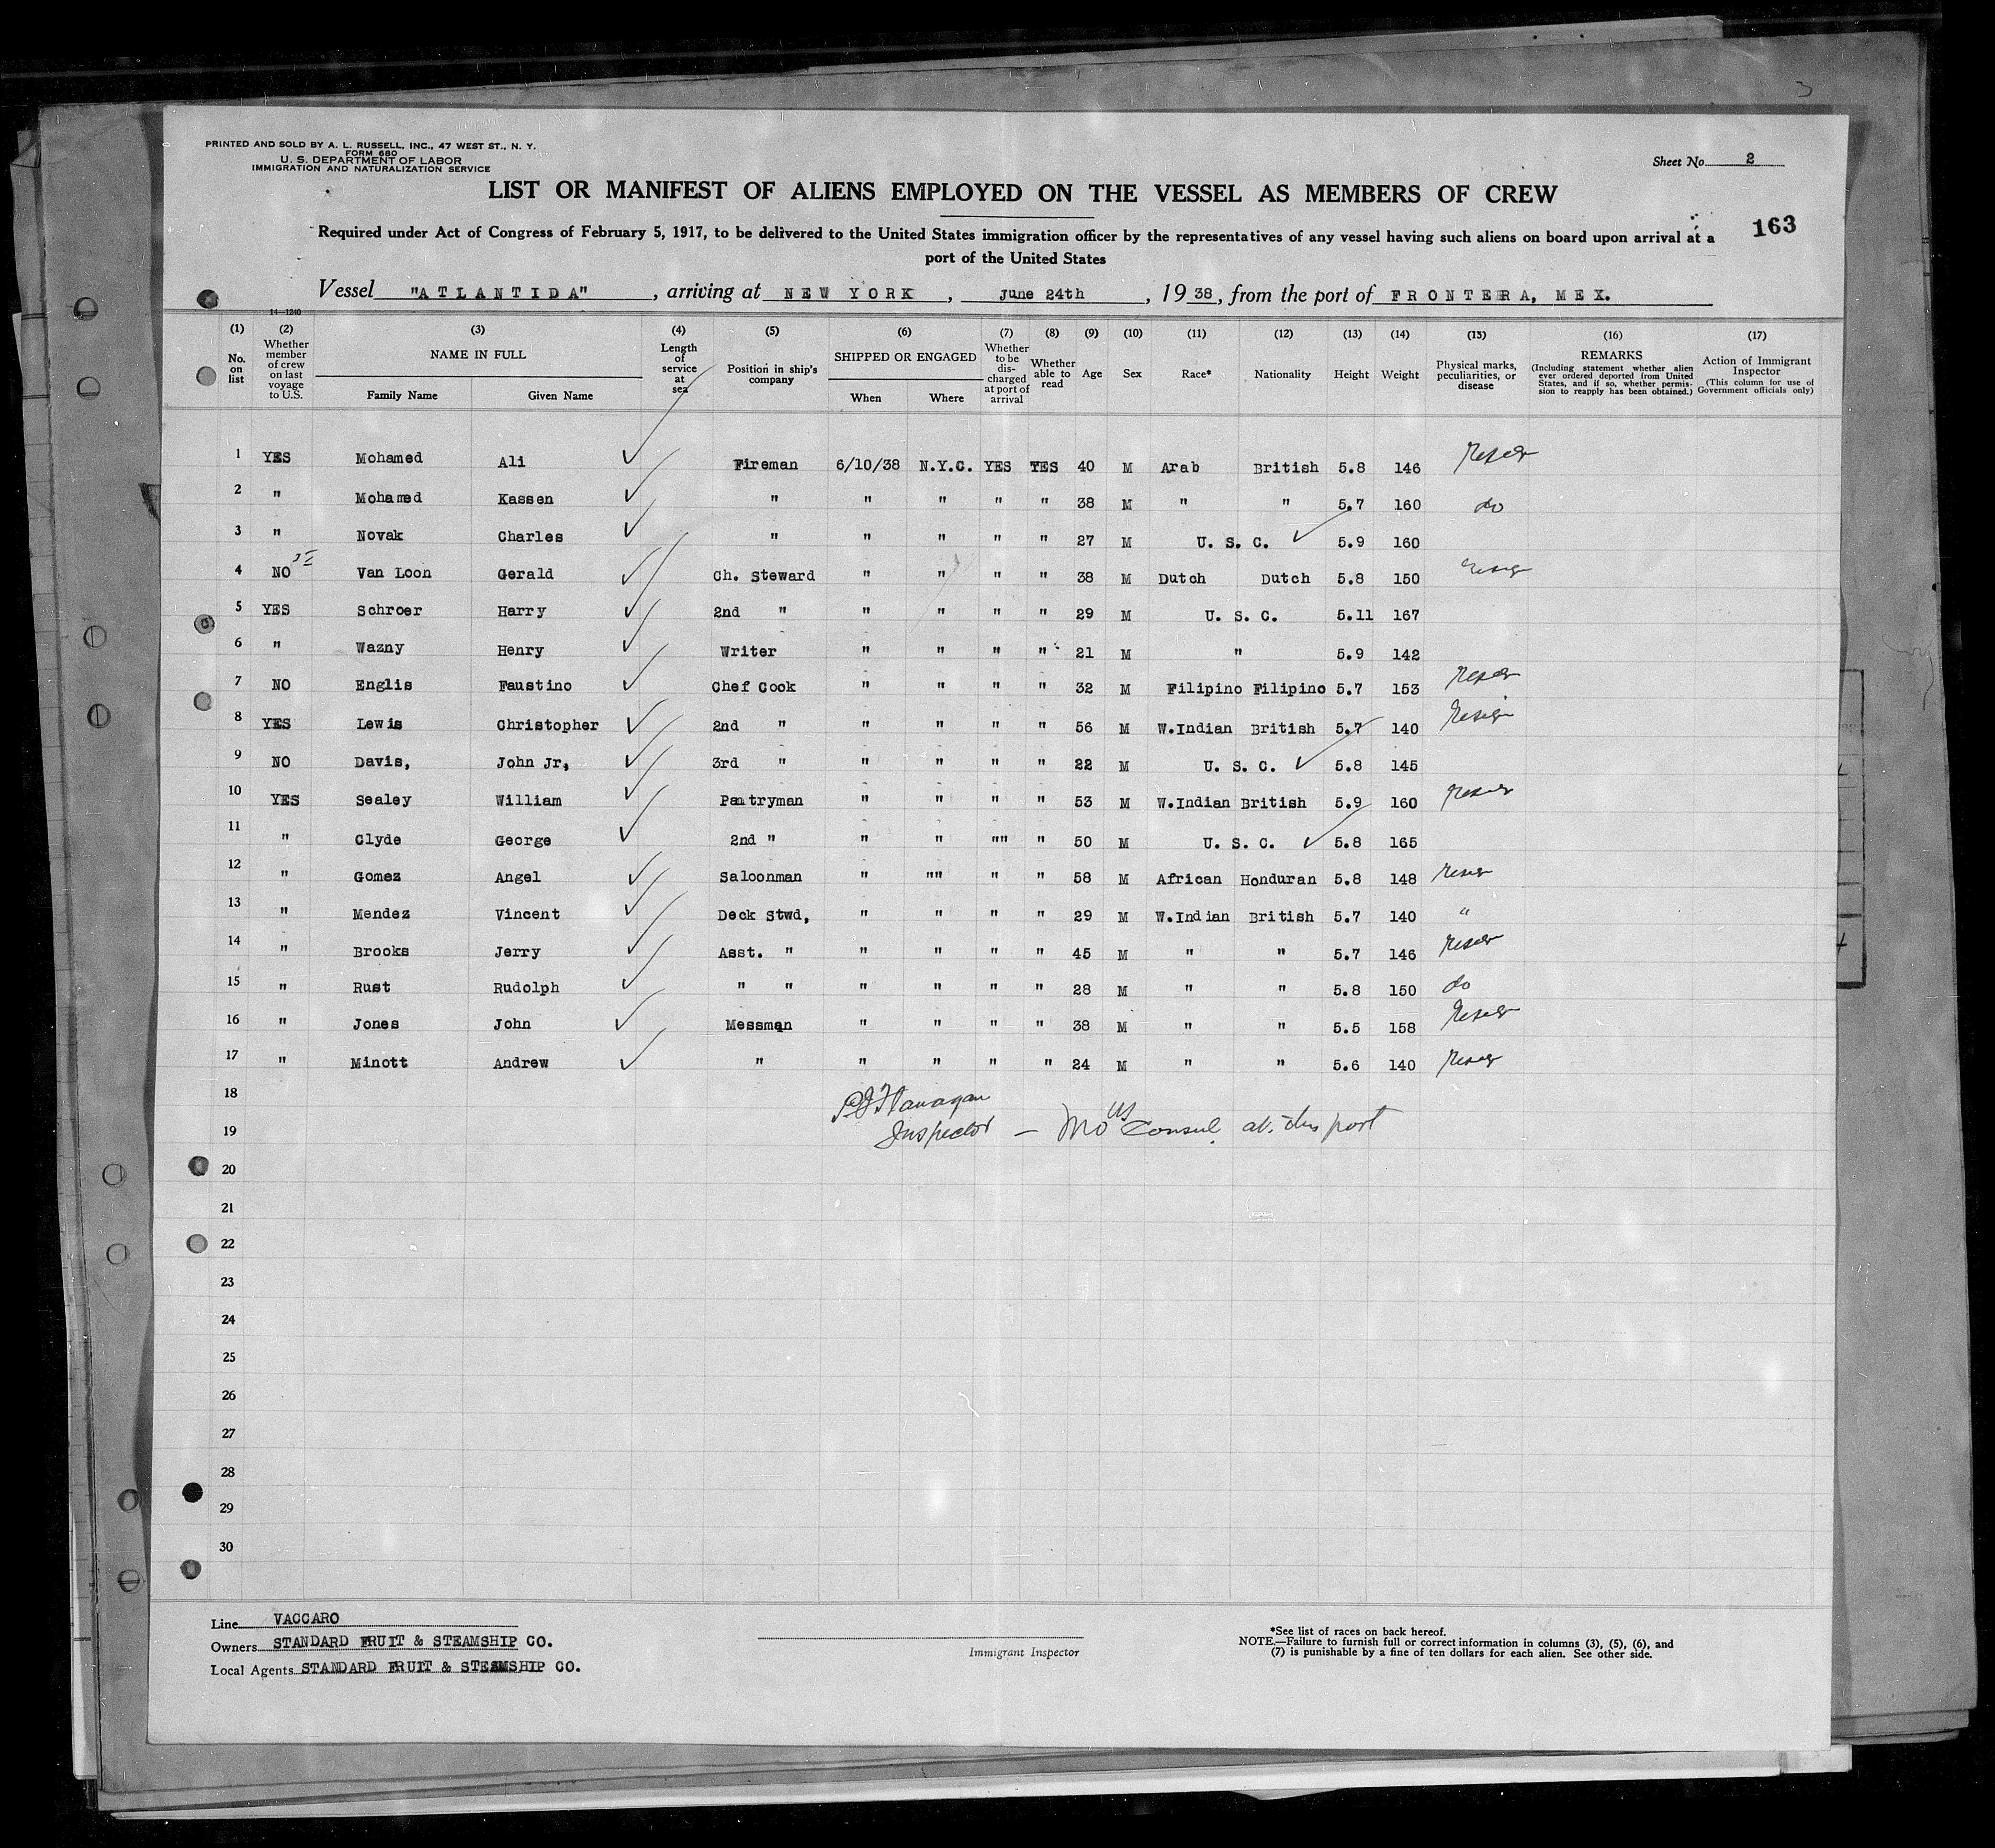 PRINTED AND SOLD BY A. L. RUSSELL, INC., 47 WEST ST., N. Y.
FORM 680
U. S. DEPARTMENT OF LABOR
IMMIGRATION AND NATURALIZATION SERVICE
Sheet No. 2
LIST OR MANIFEST OF ALIENS EMPLOYED ON THE VESSEL AS MEMBERS OF CREW
163
Required under Act of Congress of February 5, 1917, to be delivered to the United States immigration officer by the representatives of any vessel having such aliens on board upon arrival at a
port of the United States
Vessel "ATLANTIDA", arriving at NEW YORK, June 24th, 1938, from the port of FRONTERA, MEX.
14—1240
(1) (2) (3) (4) (5) (6) (7) (8) (9) (10) (11) (12) (13) (14) (15) (16) (17)
No. on list
Whether member of crew on last voyage to U.S.
NAME IN FULL
Family Name Given Name
Length of service at sea
Position in ship's company
SHIPPED OR ENGAGED
When Where
Whether to be discharged at port of arrival
Whether able to read
Age
Sex
Race*
Nationality
Height
Weight
Physical marks, peculiarities, or disease
REMARKS
(Including statement whether alien ever ordered deported from United States, and if so, whether permission to reapply has been obtained.)
Action of Immigrant Inspector
(This column for use of Government officials only)
1 YES Mohamed Ali Fireman 6/10/38 N.Y.C. YES YES 40 M Arab British 5.8 146
2 " Mohamed Kassen " " " " " 38 M " " 5.7 160 do
3 " Novak Charles " " " " " 27 M U. S. C. 5.9 160
4 NO Van Loon Gerald Ch. Steward " " " " 38 M Dutch Dutch 5.8 150
5 YES Schroer Harry 2nd " " " " " 29 M U. S. C. 5.11 167
6 " Wazny Henry Writer " " " " 21 M " 5.9 142
7 NO Englis Faustino Chef Cook " " " " 32 M Filipino Filipino 5.7 153
8 YES Lewis Christopher 2nd " " " " " 56 M W.Indian British 5.7 140
9 NO Davis, John Jr, 3rd " " " " " 22 M U. S. C. 5.8 145
10 YES Sealey William Pantryman " " " " 53 M W.Indian British 5.9 160
11 " Clyde George 2nd " " " "" " 50 M U. S. C. 5.8 165
12 " Gomez Angel Saloonman " "" " " 58 M African Honduran 5.8 148
13 " Mendez Vincent Deck Stwd, " " " " 29 M W.Indian British 5.7 140 "
14 " Brooks Jerry Asst. " " " " " 45 M " " 5.7 146
15 " Rust Rudolph " " " " " " 28 M " " 5.8 150 do
16 " Jones John Messman " " " " 38 M " " 5.5 158
17 " Minott Andrew " " " " " 24 M " " 5.6 140
18
Flanagan
19 Inspector — Consul at this port
20
21
22
23
24
25
26
27
28
29
30
Line VACCARO
Owners STANDARD FRUIT & STEAMSHIP CO.
Local Agents STANDARD FRUIT & STEAMSHIP CO.
Immigrant Inspector
*See list of races on back hereof.
NOTE.—Failure to furnish full or correct information in columns (3), (5), (6), and
(7) is punishable by a fine of ten dollars for each alien. See other side.